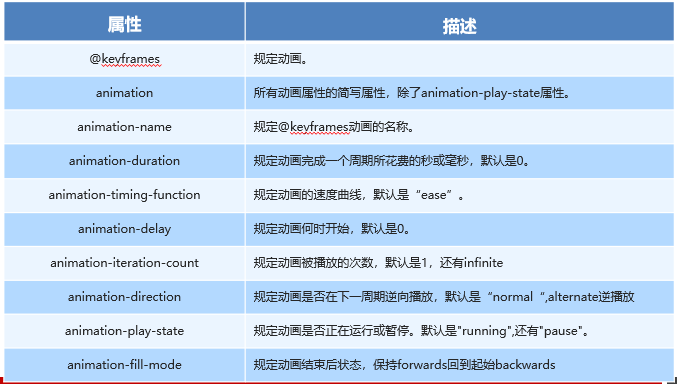 属性 描述
@kevframes 规定动画。
animation 所有动画属性的简写属性，除了animation-play-state属性。
animation-name 规定@kevframes动画的名称。
animation-duration 规定动画完成一个周期所花费的秒或毫秒，默认是0。
animation-timing-function 规定动画的速度曲线，默认是“ease”。
animation-delay 规定动画何时开始，默认是0。
animation-iteration-count 规定动画被播放的次数，默认是1，还有infinite
animation-direction 规定动画是否在下一周期逆向播放，默认是“normal“,alternate逆播放
animation-play-state 规定动画是否正在运行或暂停。默认是"running",还有"pause"。
animation-fill-mode 规定动画结束后状态，保持forwards回到起始backwards